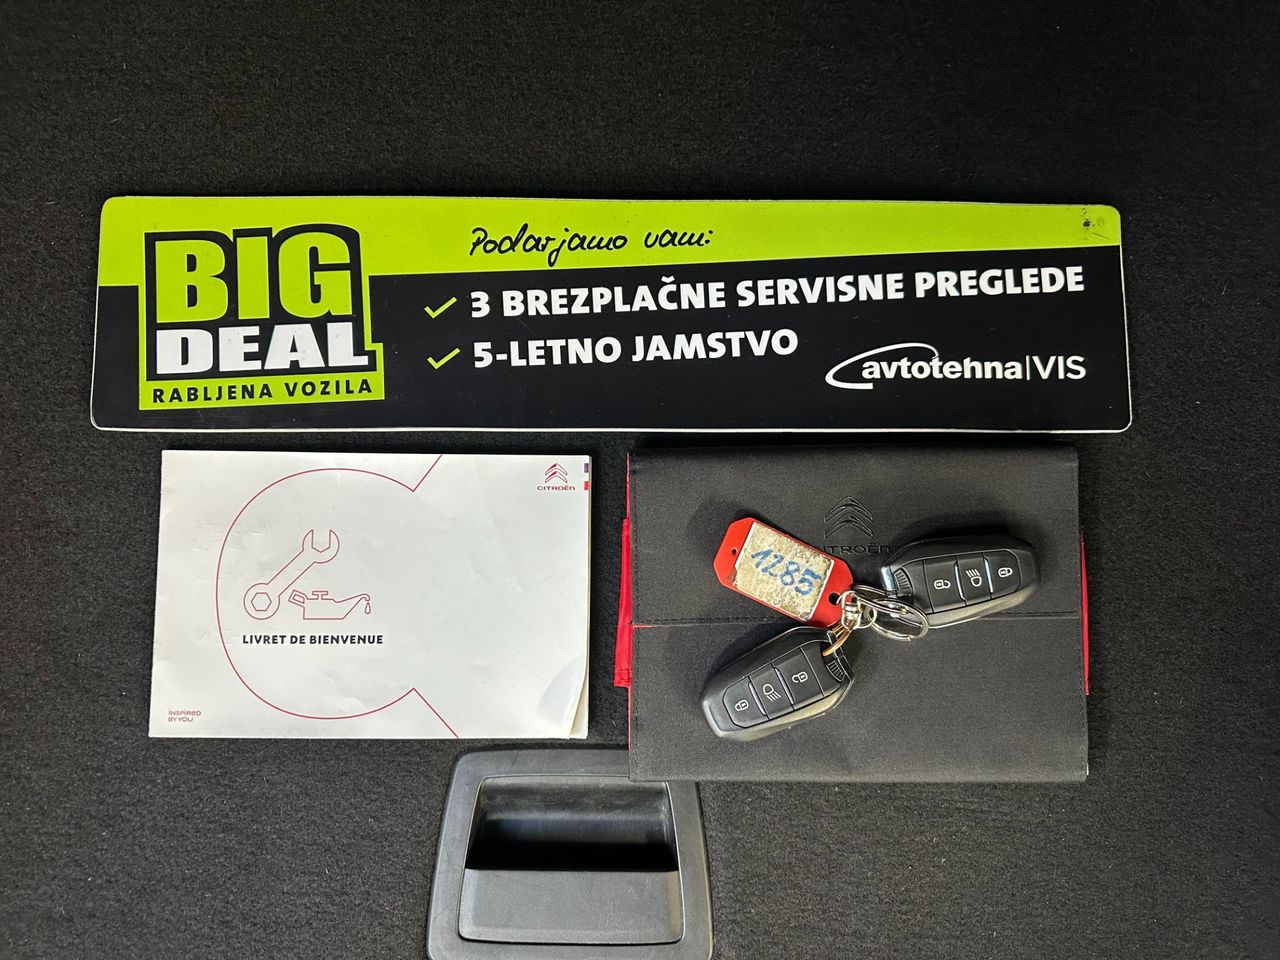 BIG
DEAL
RABLJENA VOZILA
Podarjamo vam:
3 BREZPLAČNE SERVISNE PREGLEDE
5-LETNO JAMSTVO
avtotehna|VIS
CITROËN
LIVRET DE BIENVENUE
INSPIRED
BY YOU
CITROËN
1285